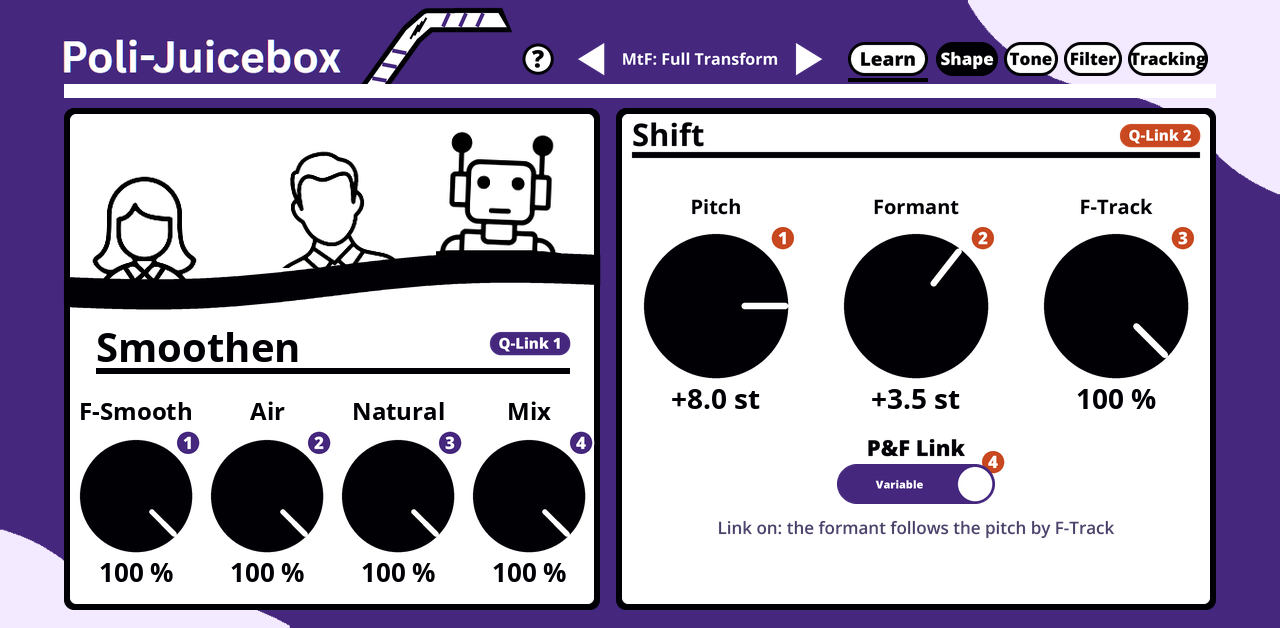 Poli-Juicebox
?
MtF: Full Transform
Learn
Shape
Tone
Filter
Tracking
Smoothen
Q-Link 1
F-Smooth
Air
Natural
Mix
1
2
3
4
100 %
100 %
100 %
100 %
Shift
Q-Link 2
Pitch
Formant
F-Track
1
2
3
+8.0 st
+3.5 st
100 %
P&F Link
4
Variable
Link on: the formant follows the pitch by F-Track